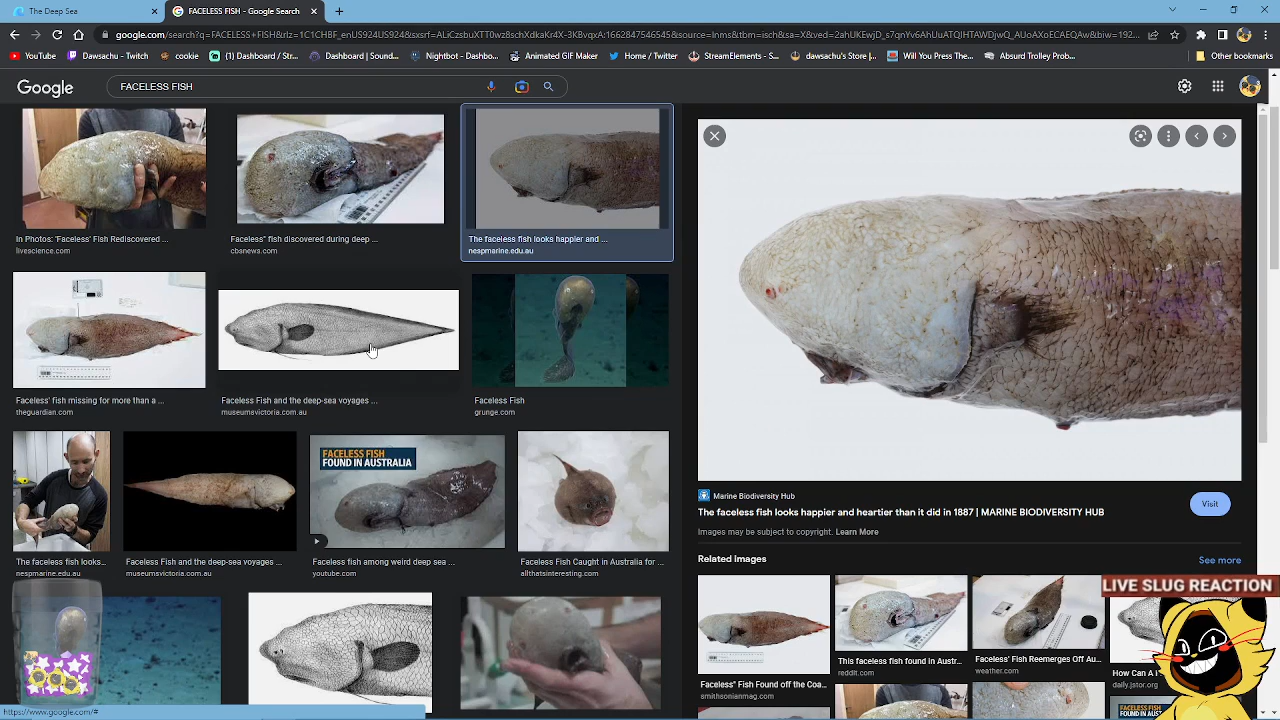 The Deep Sea
FACELESS FISH - Google Search
google.com/search?q=FACELESS+FISH&rlz=1C1CHBF_enUS924US924&sxsrf=ALiCzsbuXTT0wz8schXdkaKr4X-3KBvqxA:1662847546545&source=lnms&tbm=isch&sa=X&ved=2ahUKEwjD_s7qnYv6AhUuATQIHTAWDjwQ_AUoAXoECAEQAw&biw=192...
YouTube
Dawsachu - Twitch
cookie
(1) Dashboard | Str...
Dashboard | Sound...
Bloxburg
Nintendo
Animated GIF Maker
Home / Twitter
StreamElements - S...
dawsachu's Store |...
Will You Press The...
Absurd Trolley Prob...
Other bookmarks
Google
FACELESS FISH
In Photos: 'Faceless' Fish Rediscovered ...
livescience.com
Faceless" fish discovered during deep ...
cbsnews.com
The faceless fish looks happier and ...
nespmarine.edu.au
Faceless' fish missing for more than a ...
theguardian.com
Faceless Fish and the deep-sea voyages ...
museumsvictoria.com.au
Faceless Fish
grunge.com
FACELESS FISH
FOUND IN AUSTRALIA
The faceless fish looks...
nespmarine.edu.au
Faceless Fish and the deep-sea voyages ...
museumsvictoria.com.au
Faceless fish among weird deep sea ...
youtube.com
Faceless Fish Caught in Australia for ...
allthatsinteresting.com
https://www.google.com/#
Marine Biodiversity Hub
The faceless fish looks happier and heartier than it did in 1887 | MARINE BIODIVERSITY HUB
Visit
Images may be subject to copyright. Learn More
Related Images
See more
LIVE SLUG REACTION
Faceless" Fish Found off the Coa...
smithsonianmag.com
This faceless fish found in Austr...
reddit.com
Faceless' Fish Reemerges Off Au...
weather.com
How Can A F
daily.jstor.org
FACELESS FISH